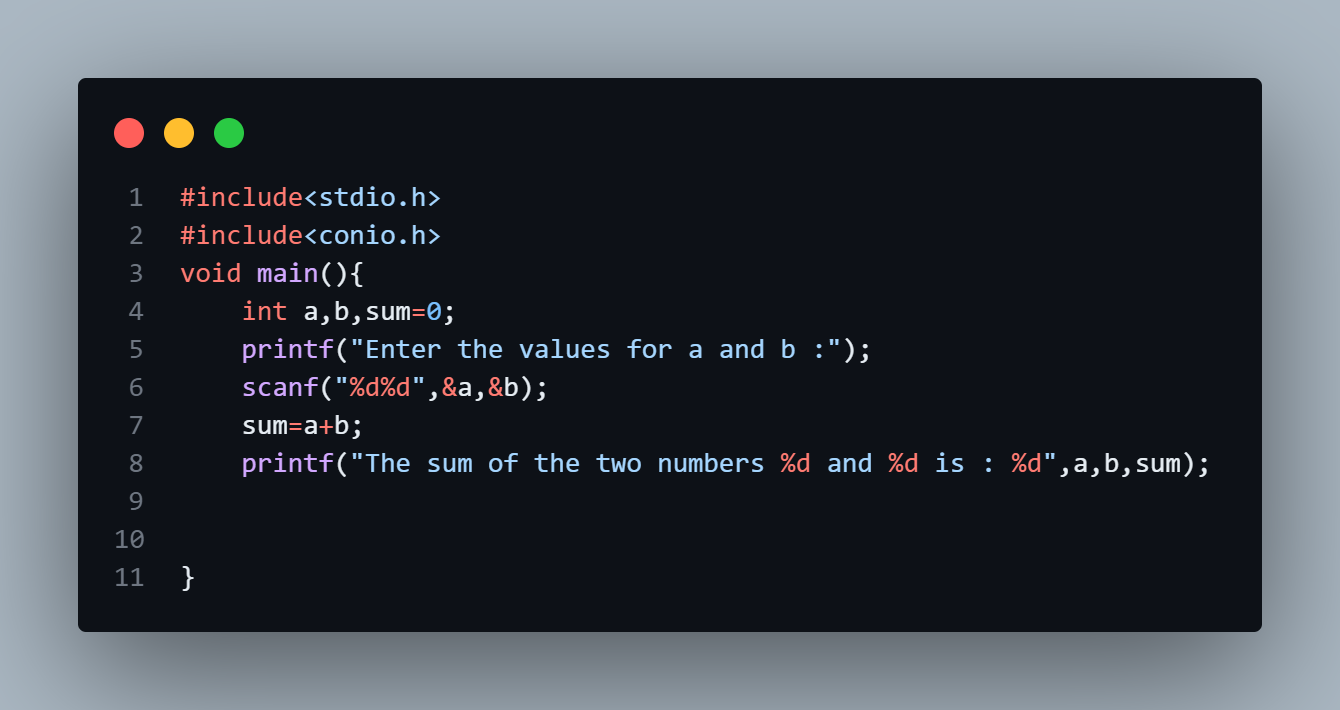 1 #include<stdio.h>
2 #include<conio.h>
3 void main(){
4     int a,b,sum=0;
5     printf("Enter the values for a and b :");
6     scanf("%d%d",&a,&b);
7     sum=a+b;
8     printf("The sum of the two numbers %d and %d is : %d",a,b,sum);
9
10
11 }